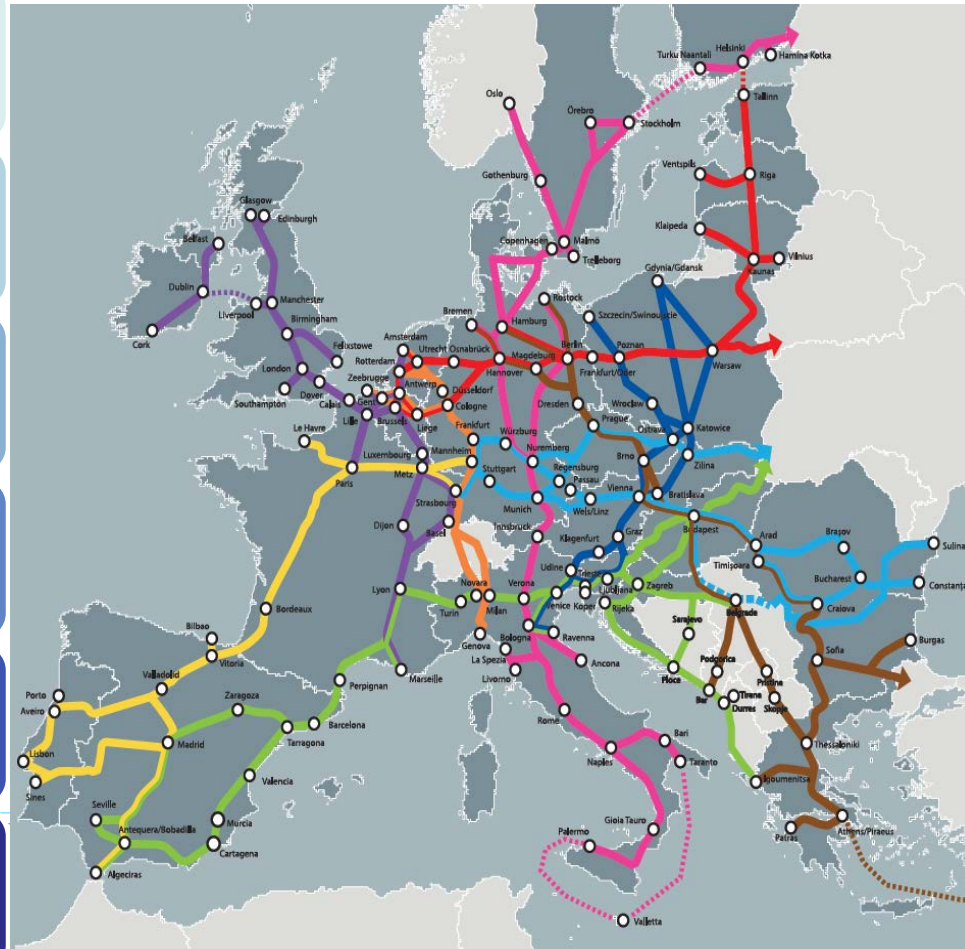 Helsinki
Turku Naantali
Hamina Kotka
Oslo
Örebro
Stockholm
Tallinn
Ventspils
Riga
Gothenburg
Glasgow
Edinburgh
Klaipeda
Belfast
Copenhagen
Malmö
Trelleborg
Vilnius
Kaunas
Gdynia/Gdansk
Dublin
Liverpool
Manchester
Rostock
Szczecin/Swinoujscie
Cork
Birmingham
Bremen
Hamburg
Felixstowe
Amsterdam
Utrecht
Osnabrück
Berlin
Poznan
Rotterdam
Magdeburg
Hannover
Frankfurt/Oder
Warsaw
London
Zeebrugge
Antwerp
Düsseldorf
Southampton
Dover
Calais
Gent
Cologne
Dresden
Wroclaw
Lille
Brussels
Liege
Prague
Katowice
Le Havre
Frankfurt
Würzburg
Ostrava
Luxembourg
Mannheim
Nuremberg
Brno
Zilina
Paris
Metz
Stuttgart
Regensburg
Passau
Strasbourg
Vienna
Bratislava
Munich
Wels/Linz
Dijon
Basel
Innsbruck
Budapest
Graz
Arad
Braşov
Sulina
Klagenfurt
Timişoara
Udine
Trieste
Lyon
Novara
Verona
Ljubljana
Zagreb
Bucharest
Constanta
Turin
Milan
Venice
Koper
Rijeka
Belgrade
Craiova
Bordeaux
Bilbao
Genova
Bologna
Ravenna
Sarajevo
Sofia
Burgas
Vitoria
La Spezia
Livorno
Ancona
Marseille
Valladolid
Perpignan
Ploce
Podgorica
Pristina
Porto
Zaragoza
Bar
Tirena
Durres
Skopje
Aveiro
Barcelona
Rome
Madrid
Tarragona
Thessaloniki
Lisbon
Naples
Bari
Taranto
Sines
Valencia
Igoumenitsa
Seville
Murcia
Gioia Tauro
Palermo
Antequera/Bobadilla
Cartagena
Patras
Athens/Piraeus
Algeciras
Valletta